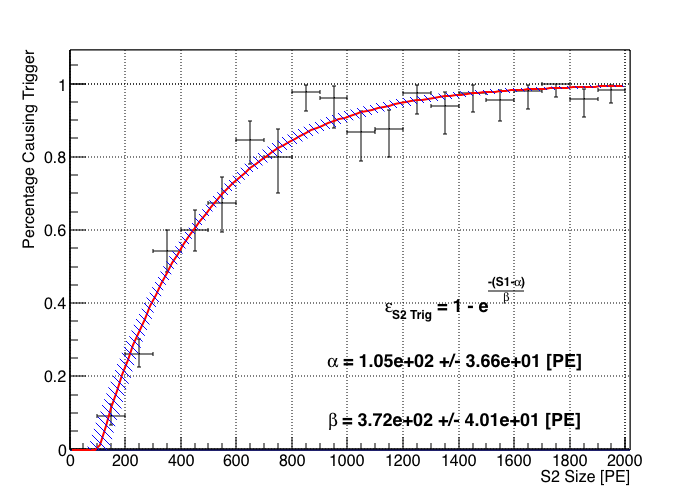 Percentage Causing Trigger
1
0.8
0.6
0.4
0.2
0
ε_S2 Trig = 1 - e^(-(S1-α)/β)
α = 1.05e+02 +/- 3.66e+01 [PE]
β = 3.72e+02 +/- 4.01e+01 [PE]
0 200 400 600 800 1000 1200 1400 1600 1800 2000
S2 Size [PE]